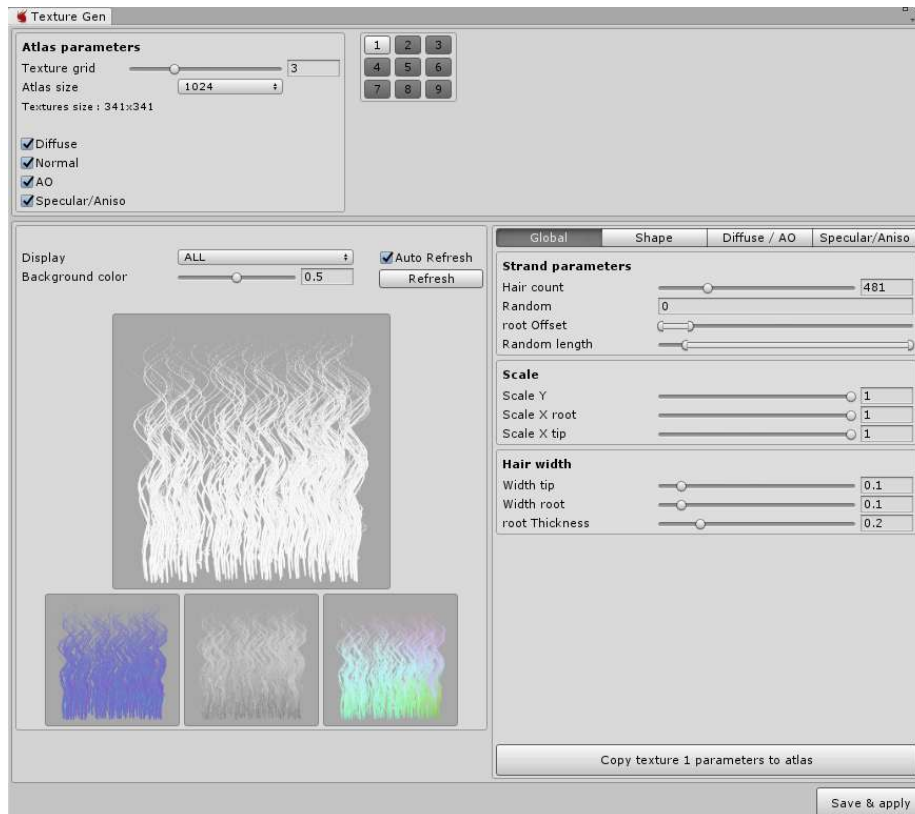 Texture Gen
Atlas parameters
Texture grid 3
Atlas size 1024
Textures size : 341x341
Diffuse
Normal
AO
Specular/Aniso
1 2 3
4 5 6
7 8 9
Display ALL Auto Refresh
Background color 0.5 Refresh
Global Shape Diffuse / AO Specular/Aniso
Strand parameters
Hair count 481
Random 0
root Offset
Random length
Scale
Scale Y 1
Scale X root 1
Scale X tip 1
Hair width
Width tip 0.1
Width root 0.1
root Thickness 0.2
Copy texture 1 parameters to atlas
Save & apply